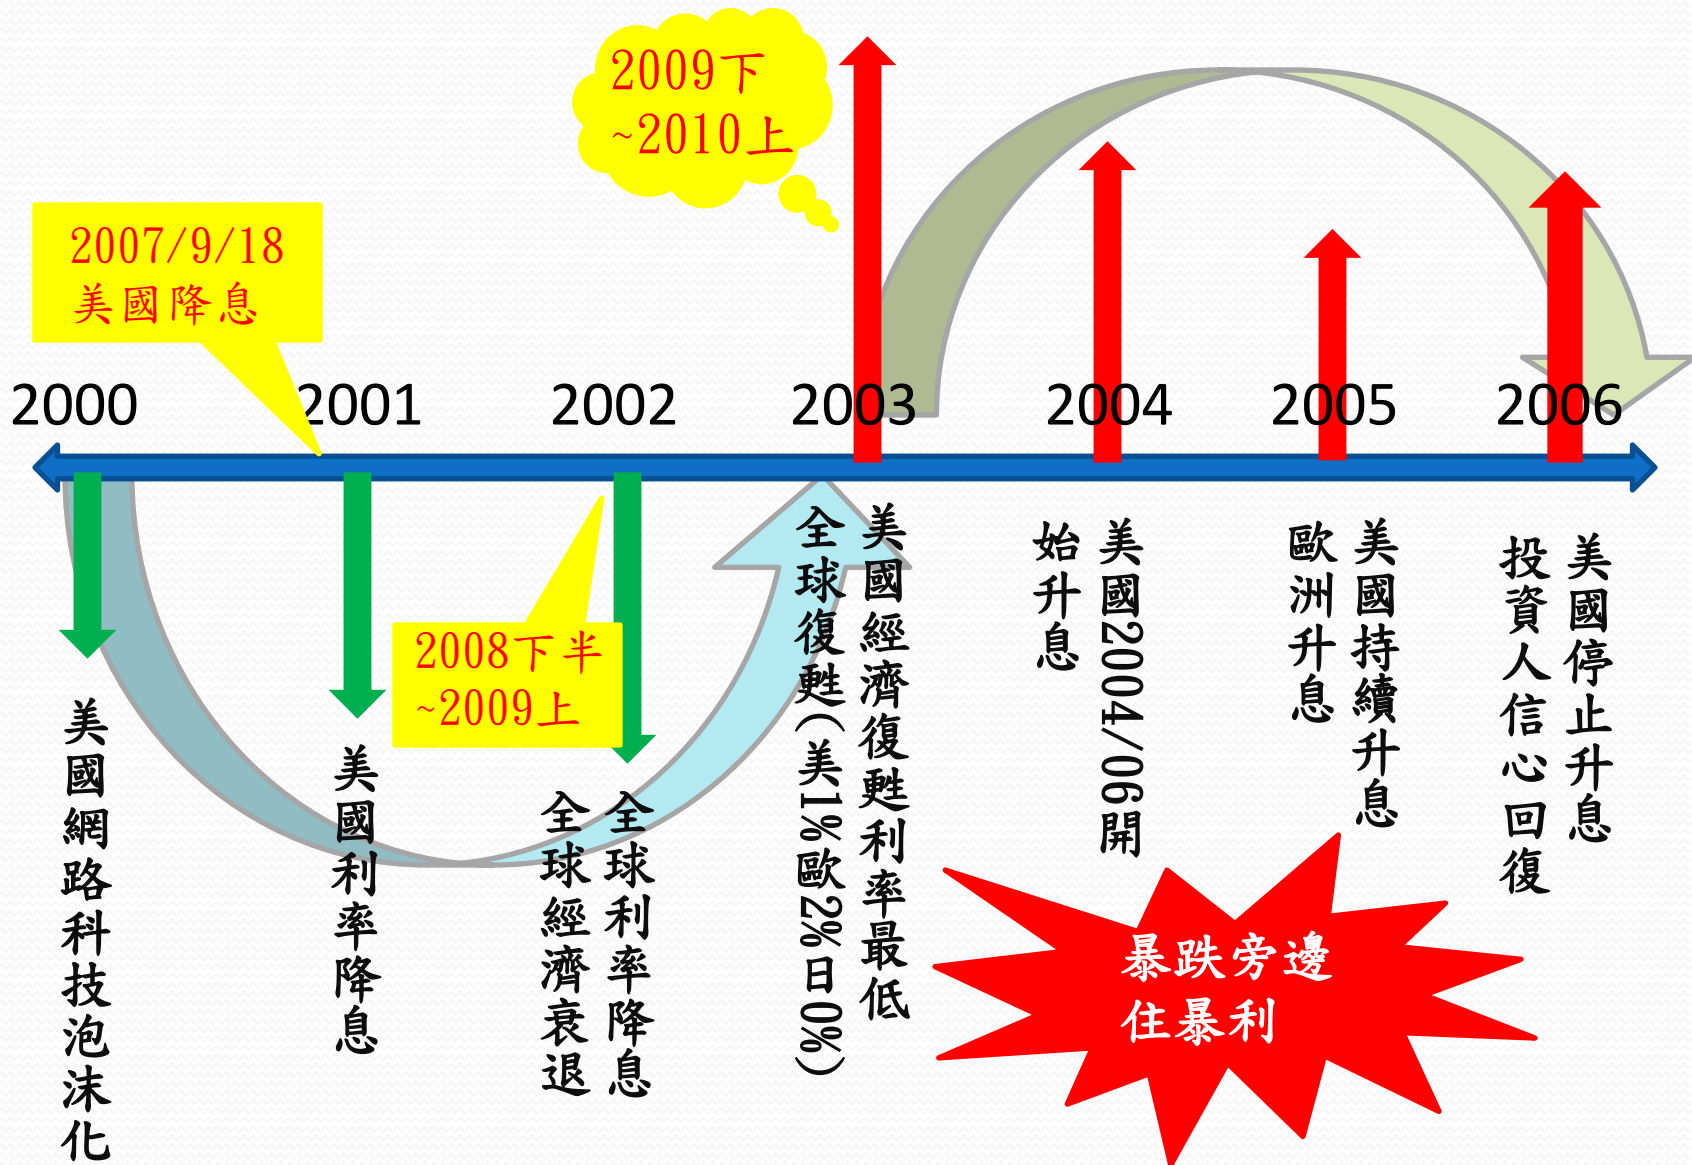 2009下
~2010上
2007/9/18
美國降息
2000
2001
2002
2003
2004
2005
2006
2008下半
~2009上
美國網路科技泡沫化
美國利率降息
全球利率降息
全球經濟衰退
美國經濟復甦利率最低
全球復甦(美1%歐2%日0%)
美國2004/06開
始升息
美國持續升息
歐洲升息
美國停止升息
投資人信心回復
暴跌旁邊
住暴利